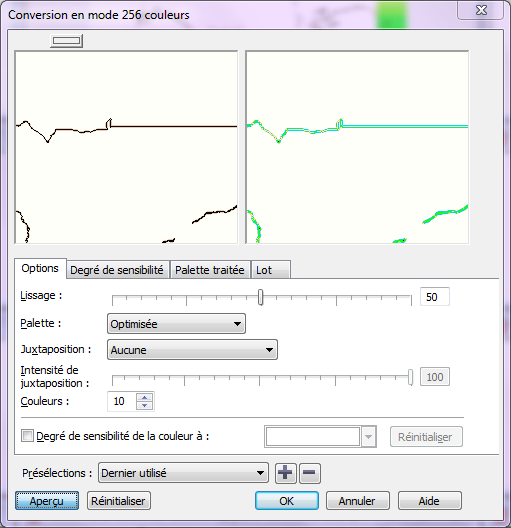 Conversion en mode 256 couleurs
Options
Degré de sensibilité
Palette traitée
Lot
Lissage :
50
Palette :
Optimisée
Juxtaposition :
Aucune
Intensité de
juxtaposition :
100
Couleurs :
10
Degré de sensibilité de la couleur à :
Réinitialiser
Présélections :
Dernier utilisé
Aperçu
Réinitialiser
OK
Annuler
Aide